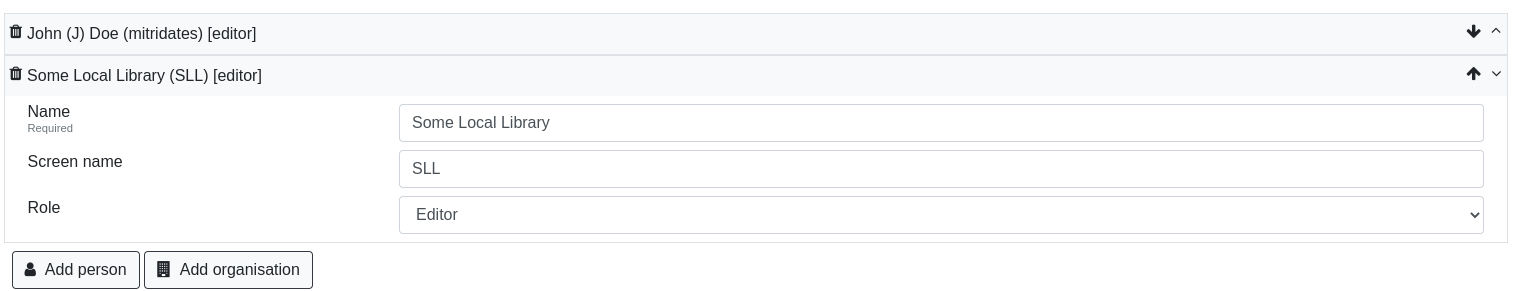 John (J) Doe (mitridates) [editor]
Some Local Library (SLL) [editor]
Name
Required
Some Local Library
Screen name
SLL
Role
Editor
Add person
Add organisation